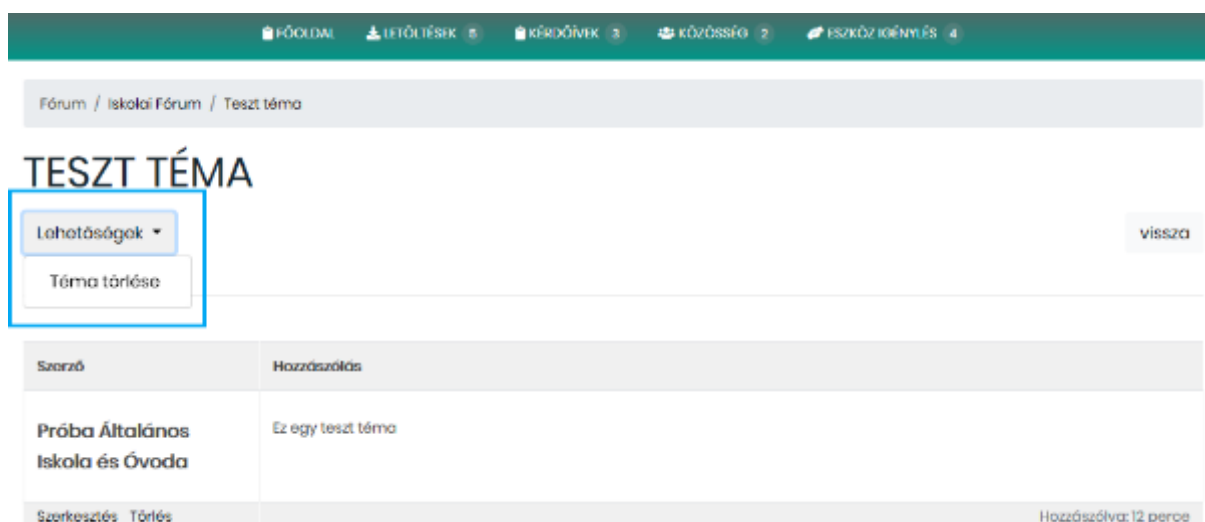 FŐOLDAL LETÖLTÉSEK 5 KÉRDŐÍVEK 3 KÖZÖSSÉG 2 ESZKÖZ IGÉNYLÉS 4
Fórum / Iskolai Fórum / Teszt téma
TESZT TÉMA
Lehetőségek
vissza
Téma törlése
Szerző Hozzászólás
Próba Általános
Iskola és Óvoda
Ez egy teszt téma
Szerkesztés Törlés Hozzászólva: 12 perce